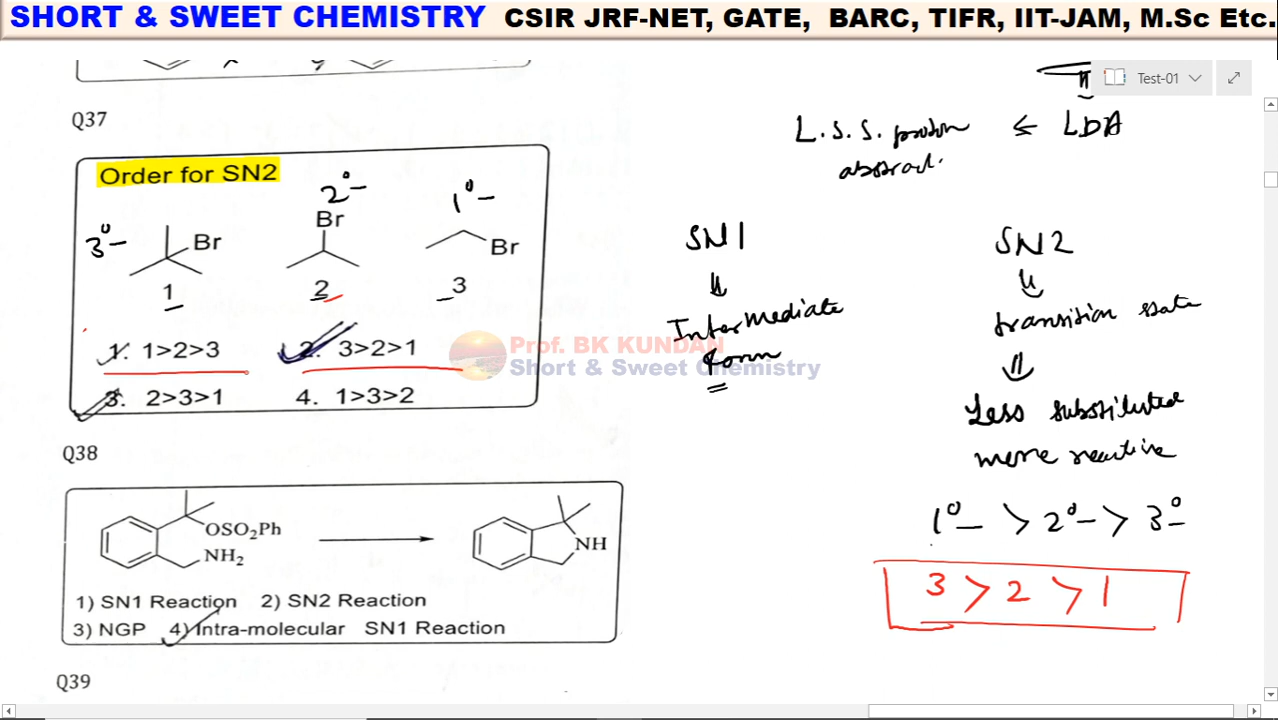 SHORT & SWEET CHEMISTRY CSIR JRF-NET, GATE, BARC, TIFR, IIT-JAM, M.Sc Etc.
Test-01
Q37
L.S.S. proton ≤ LDA
Order for SN2
3°- 2°- 1°-
Br
Br
Br
1 2 3
1. 1>2>3 2. 3>2>1
3. 2>3>1 4. 1>3>2
SN1 SN2
Intermediate transition state
form
Less substituted
more reactive
1°- > 2°- > 3°-
3 > 2 > 1
Prof. BK KUNDAN
Short & Sweet Chemistry
Q38
OSO2Ph
NH2
NH
1) SN1 Reaction 2) SN2 Reaction
3) NGP 4) Intra-molecular SN1 Reaction
Q39